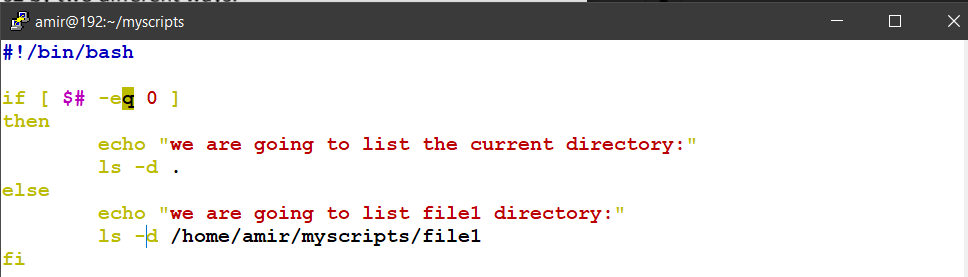 amir@192:~/myscripts
#!/bin/bash
if [ $# -eq 0 ]
then
echo "we are going to list the current directory:"
ls -d .
else
echo "we are going to list file1 directory:"
ls -d /home/amir/myscripts/file1
fi